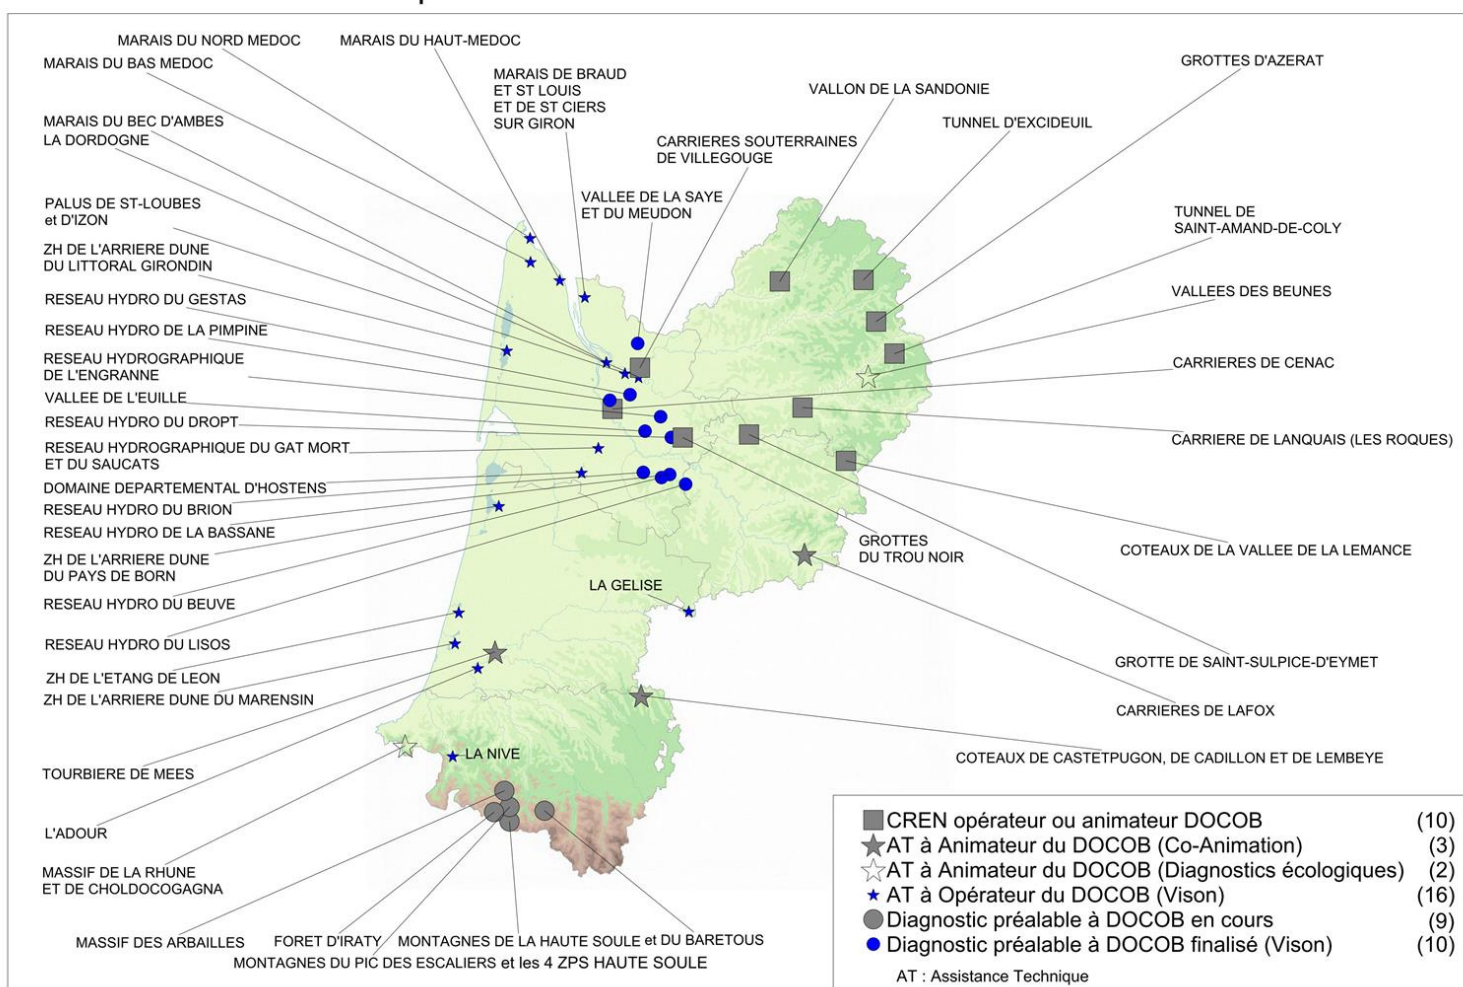 MARAIS DU NORD MEDOC
MARAIS DU HAUT-MEDOC
MARAIS DU BAS MEDOC
MARAIS DE BRAUD
ET ST LOUIS
ET DE ST CIERS
SUR GIRON
GROTTES D'AZERAT
VALLON DE LA SANDONIE
TUNNEL D'EXCIDEUIL
MARAIS DU BEC D'AMBES
LA DORDOGNE
CARRIERES SOUTERRAINES
DE VILLEGOUGE
VALLEE DE LA SAYE
ET DU MEUDON
PALUS DE ST-LOUBES
et D'IZON
TUNNEL DE
SAINT-AMAND-DE-COLY
ZH DE L'ARRIERE DUNE
DU LITTORAL GIRONDIN
VALLEES DES BEUNES
RESEAU HYDRO DU GESTAS
RESEAU HYDRO DE LA PIMPINE
RESEAU HYDROGRAPHIQUE
DE L'ENGRANNE
CARRIERES DE CENAC
VALLEE DE L'EUILLE
RESEAU HYDRO DU DROPT
RESEAU HYDROGRAPHIQUE DU GAT MORT
ET DU SAUCATS
CARRIERE DE LANQUAIS (LES ROQUES)
DOMAINE DEPARTEMENTAL D'HOSTENS
RESEAU HYDRO DU BRION
RESEAU HYDRO DE LA BASSANE
GROTTES
DU TROU NOIR
COTEAUX DE LA VALLEE DE LA LEMANCE
ZH DE L'ARRIERE DUNE
DU PAYS DE BORN
LA GELISE
RESEAU HYDRO DU BEUVE
RESEAU HYDRO DU LISOS
GROTTE DE SAINT-SULPICE-D'EYMET
ZH DE L'ETANG DE LEON
ZH DE L'ARRIERE DUNE DU MARENSIN
CARRIERES DE LAFOX
LA NIVE
COTEAUX DE CASTETPUGON, DE CADILLON ET DE LEMBEYE
TOURBIERE DE MEES
L'ADOUR
MASSIF DE LA RHUNE
ET DE CHOLDOCOGAGNA
MASSIF DES ARBAILLES
FORET D'IRATY
MONTAGNES DE LA HAUTE SOULE et DU BARETOUS
MONTAGNES DU PIC DES ESCALIERS et les 4 ZPS HAUTE SOULE
CREN opérateur ou animateur DOCOB (10)
AT à Animateur du DOCOB (Co-Animation) (3)
AT à Animateur du DOCOB (Diagnostics écologiques) (2)
AT à Opérateur du DOCOB (Vison) (16)
Diagnostic préalable à DOCOB en cours (9)
Diagnostic préalable à DOCOB finalisé (Vison) (10)
AT : Assistance Technique